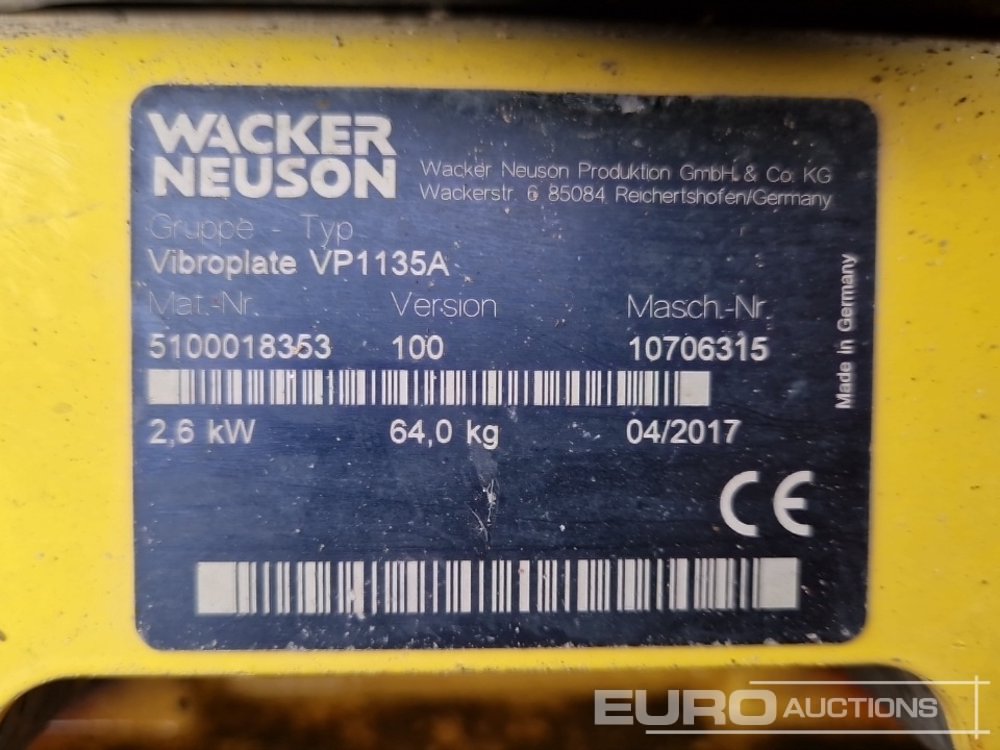 WACKER
NEUSON
Wacker Neuson Produktion GmbH & Co. KG
Wackerstr. 6 85084 Reichertshofen/Germany
Gruppe - Typ
Vibroplate VP1135A
Mat.-Nr. Version Masch.-Nr.
5100018353 100 10706315
2,6 kW 64,0 kg 04/2017
Made in Germany
CE
EURO AUCTIONS